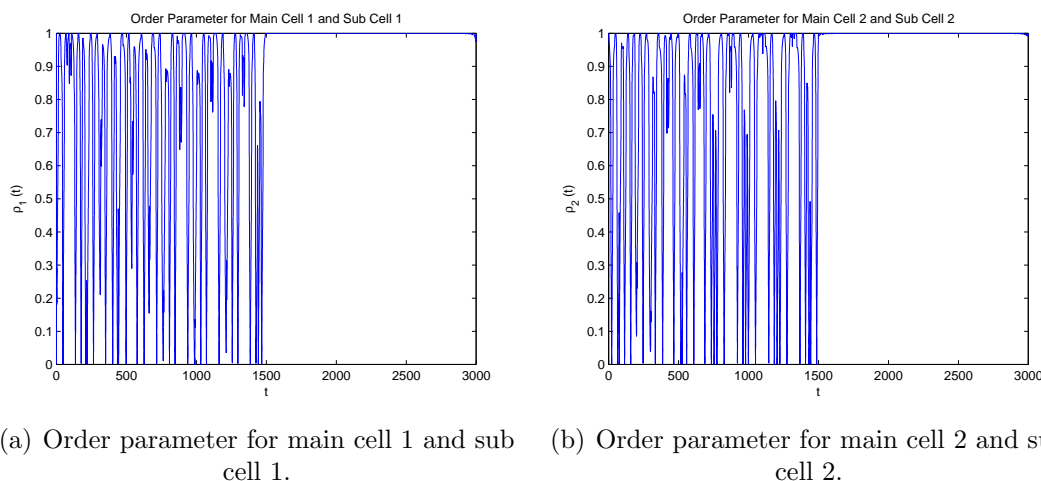 Order Parameter for Main Cell 1 and Sub Cell 1
1
0.9
0.8
0.7
0.6
0.5
0.4
0.3
0.2
0.1
0
ρ1 (t)
0 500 1000 1500 2000 2500 3000
t
Order Parameter for Main Cell 2 and Sub Cell 2
1
0.9
0.8
0.7
0.6
0.5
0.4
0.3
0.2
0.1
0
ρ2 (t)
0 500 1000 1500 2000 2500 3000
t
(a) Order parameter for main cell 1 and sub
cell 1.
(b) Order parameter for main cell 2 and su
cell 2.